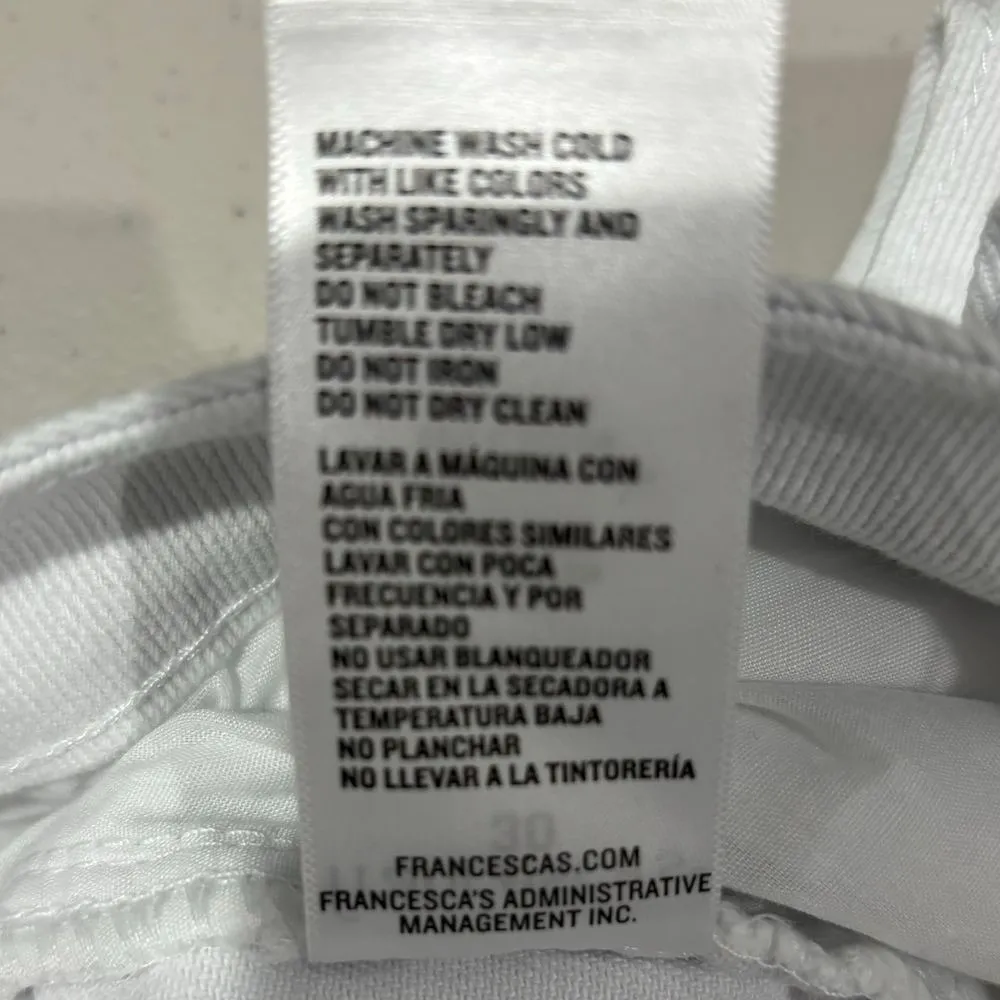 MACHINE WASH COLD
WITH LIKE COLORS
WASH SPARINGLY AND
SEPARATELY
DO NOT BLEACH
TUMBLE DRY LOW
DO NOT IRON
DO NOT DRY CLEAN
LAVAR A MÁQUINA CON
AGUA FRIA
CON COLORES SIMILARES
LAVAR CON POCA
FRECUENCIA Y POR
SEPARADO
NO USAR BLANQUEADOR
SECAR EN LA SECADORA A
TEMPERATURA BAJA
NO PLANCHAR
NO LLEVAR A LA TINTORERÍA
30
FRANCESCAS.COM
FRANCESCA'S ADMINISTRATIVE
MANAGEMENT INC.